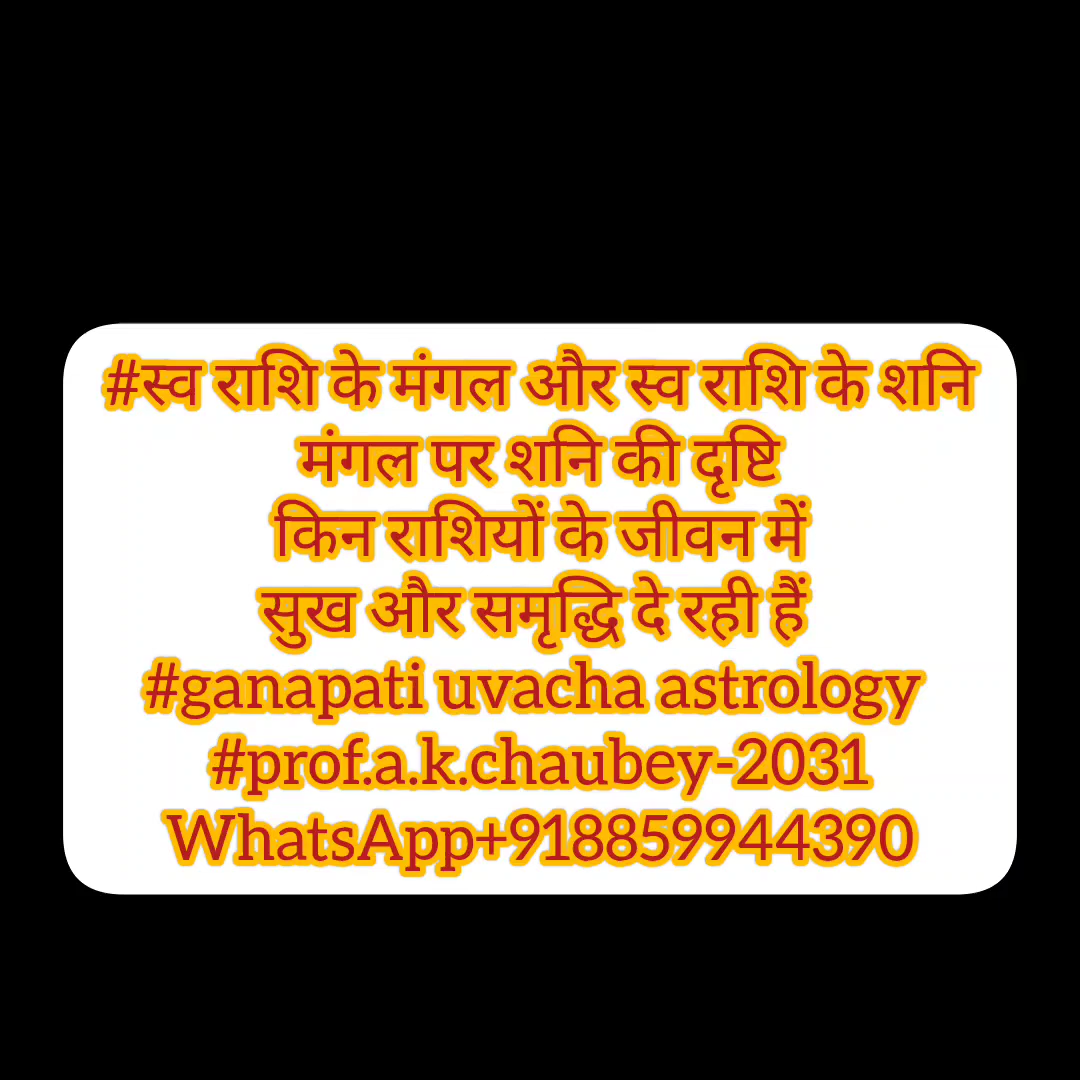 #स्व राशि के मंगल और स्व राशि के शनि
मंगल पर शनि की दृष्टि
किन राशियों के जीवन में
सुख और समृद्धि दे रही हैं
#ganapati uvacha astrology
#prof.a.k.chaubey-2031
WhatsApp+918859944390